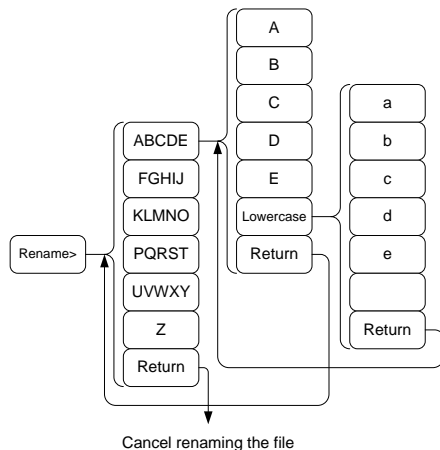 Rename>
ABCDE
FGHIJ
KLMNO
PQRST
UVWXY
Z
Return
A
B
C
D
E
Lowercase
Return
a
b
c
d
e
Return
Cancel renaming the file